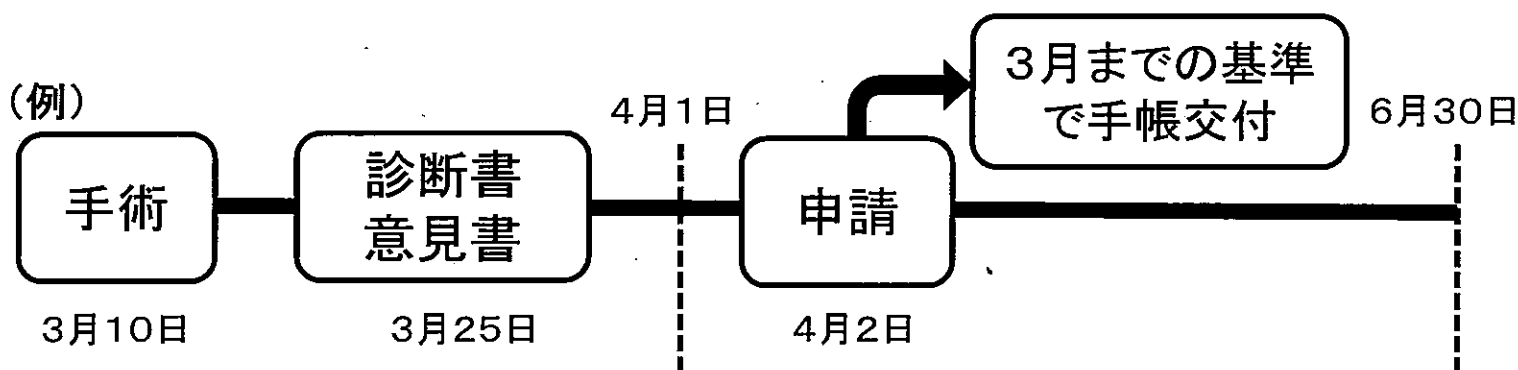 (例)
手術
3月10日
診断書
意見書
3月25日
4月1日
申請
4月2日
3月までの基準
で手帳交付
6月30日